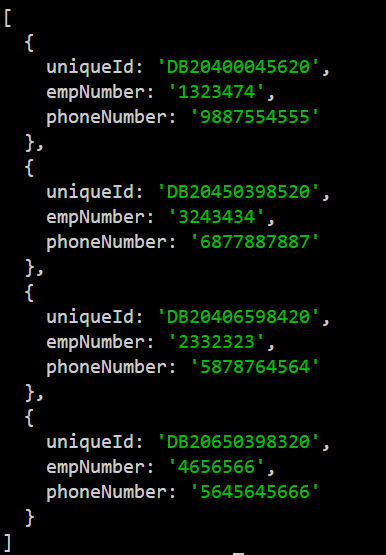 [
  {
    uniqueId: 'DB20400045620',
    empNumber: '1323474',
    phoneNumber: '9887554555'
  },
  {
    uniqueId: 'DB20450398520',
    empNumber: '3243434',
    phoneNumber: '6877887887'
  },
  {
    uniqueId: 'DB20406598420',
    empNumber: '2332323',
    phoneNumber: '5878764564'
  },
  {
    uniqueId: 'DB20650398320',
    empNumber: '4656566',
    phoneNumber: '5645645666'
  }
]